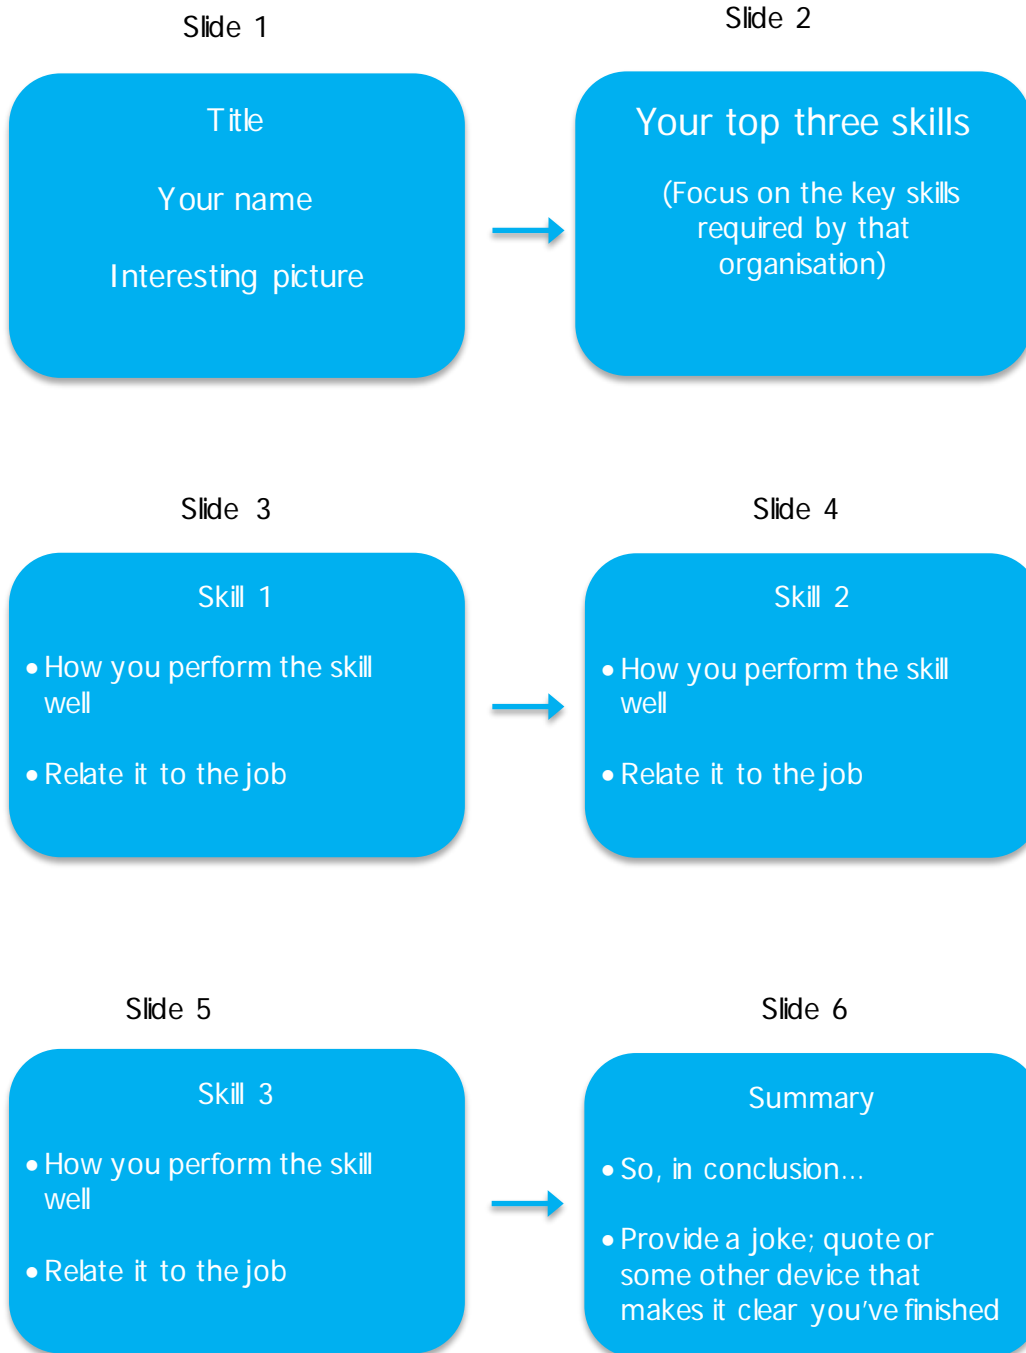 Slide 1
Title
Your name
Interesting picture
Slide 2
Your top three skills
(Focus on the key skills
required by that
organisation)
Slide 3
Skill 1
• How you perform the skill
well
• Relate it to the job
Slide 4
Skill 2
• How you perform the skill
well
• Relate it to the job
Slide 5
Skill 3
• How you perform the skill
well
• Relate it to the job
Slide 6
Summary
• So, in conclusion...
• Provide a joke; quote or
some other device that
makes it clear you've finished